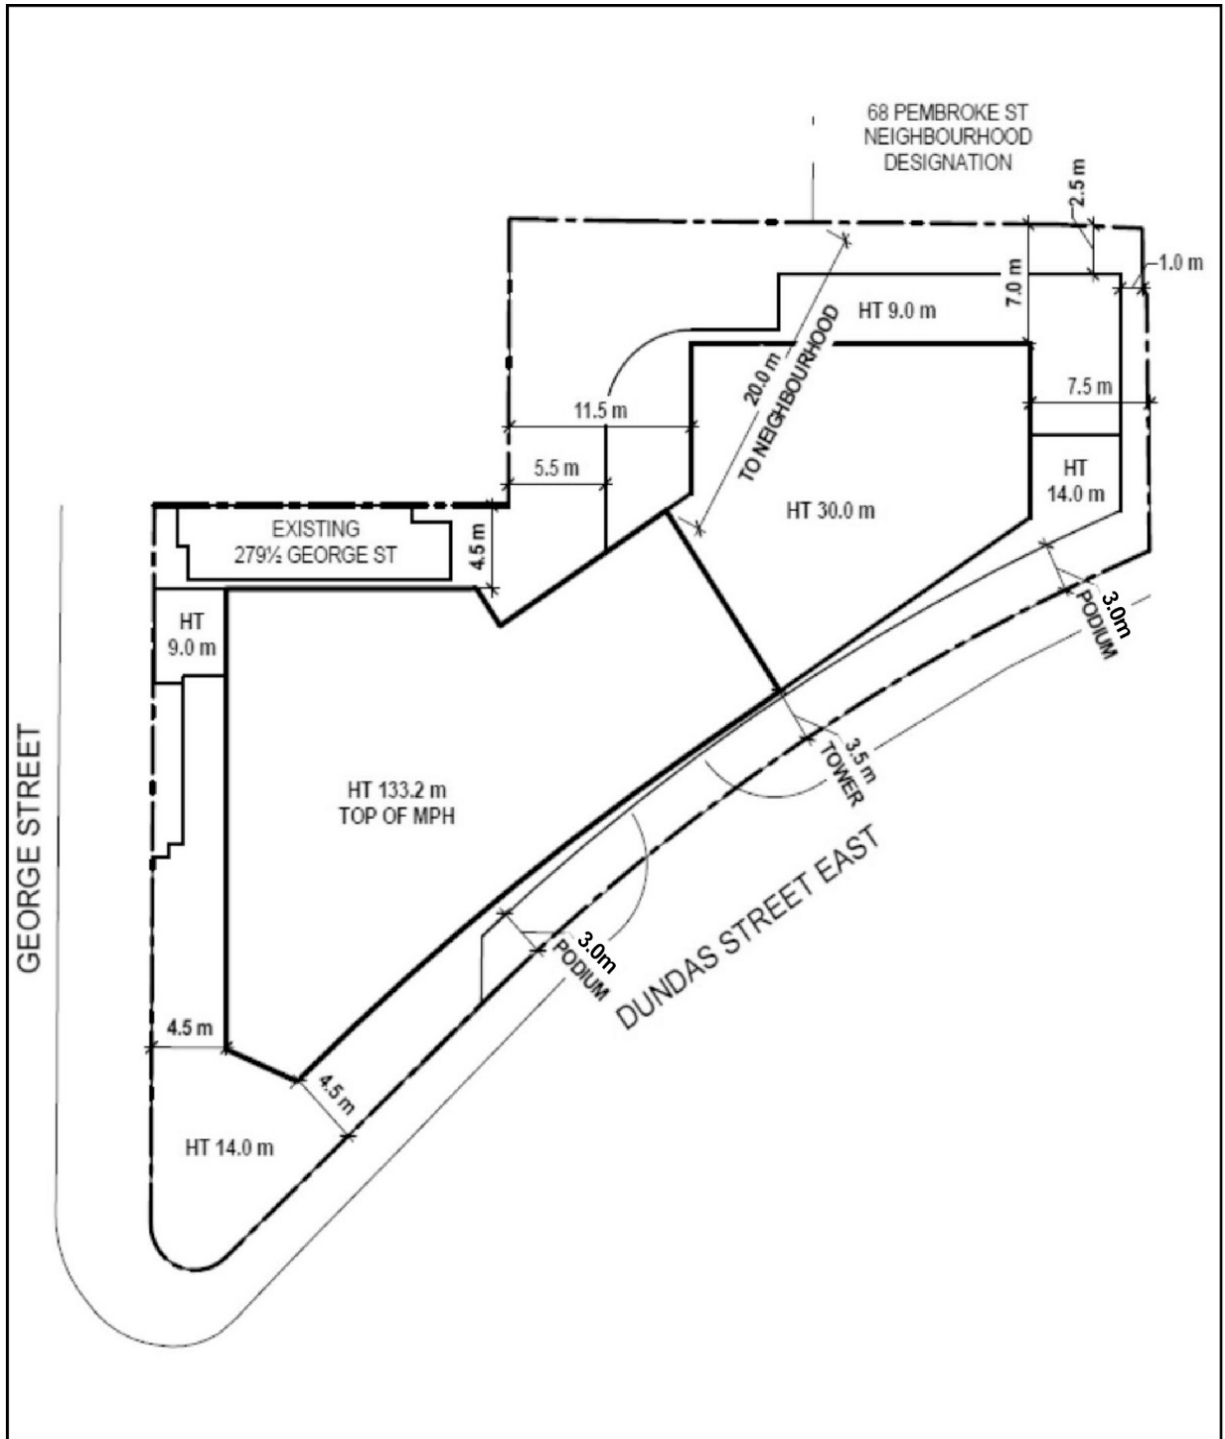 68 PEMBROKE ST
NEIGHBOURHOOD
DESIGNATION
2.5 m
1.0 m
7.0 m
HT 9.0 m
20.0 m
TO NEIGHBOURHOOD
7.5 m
11.5 m
5.5 m
HT
14.0 m
HT 30.0 m
EXISTING
279½ GEORGE ST
4.5 m
3.0m
PODIUM
HT
9.0 m
3.5 m
TOWER
HT 133.2 m
TOP OF MPH
GEORGE STREET
DUNDAS STREET EAST
3.0m
PODIUM
4.5 m
4.5 m
HT 14.0 m